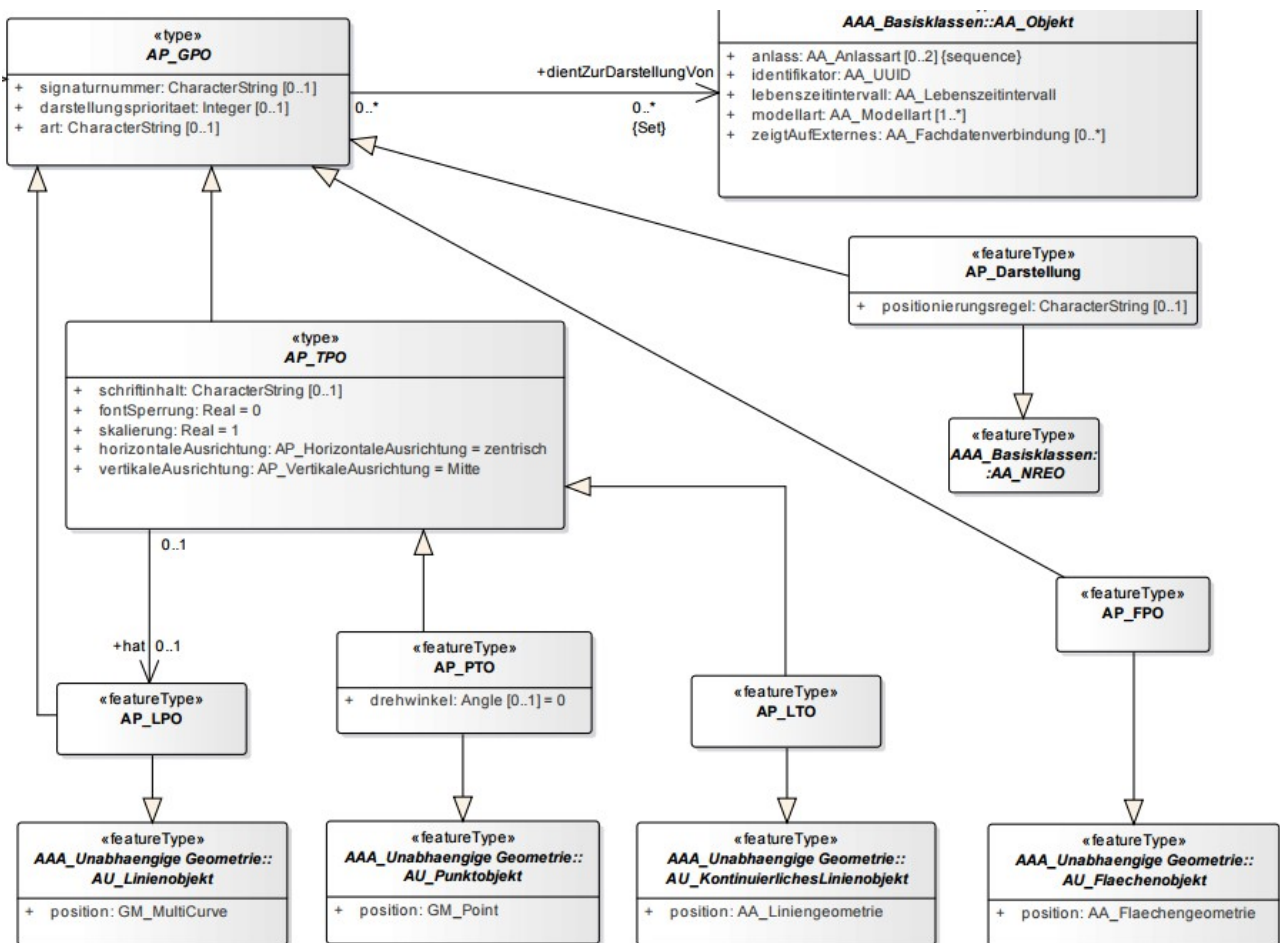 «type»
AP_GPO
+ signaturnummer: CharacterString [0..1]
+ darstellungsprioritaet: Integer [0..1]
+ art: CharacterString [0..1]
+dientZurDarstellungVon
0..*
0..*
{Set}
AAA_Basisklassen::AA_Objekt
+ anlass: AA_Anlassart [0..2] {sequence}
+ identifikator: AA_UUID
+ lebenszeitintervall: AA_Lebenszeitintervall
+ modellart: AA_Modellart [1..*]
+ zeigtAufExternes: AA_Fachdatenverbindung [0..*]
«featureType»
AP_Darstellung
+ positionierungsregel: CharacterString [0..1]
«type»
AP_TPO
+ schriftinhalt: CharacterString [0..1]
+ fontSperrung: Real = 0
+ skalierung: Real = 1
+ horizontaleAusrichtung: AP_HorizontaleAusrichtung = zentrisch
+ vertikaleAusrichtung: AP_VertikaleAusrichtung = Mitte
«featureType»
AAA_Basisklassen:
:AA_NREO
0..1
+hat 0..1
«featureType»
AP_LPO
«featureType»
AP_PTO
+ drehwinkel: Angle [0..1] = 0
«featureType»
AP_LTO
«featureType»
AP_FPO
«featureType»
AAA_Unabhaengige Geometrie::
AU_Linienobjekt
+ position: GM_MultiCurve
«featureType»
AAA_Unabhaengige Geometrie::
AU_Punktobjekt
+ position: GM_Point
«featureType»
AAA_Unabhaengige Geometrie::
AU_KontinuierlichesLinienobjekt
+ position: AA_Liniengeometrie
«featureType»
AAA_Unabhaengige Geometrie::
AU_Flaechenobjekt
+ position: AA_Flaechengeometrie